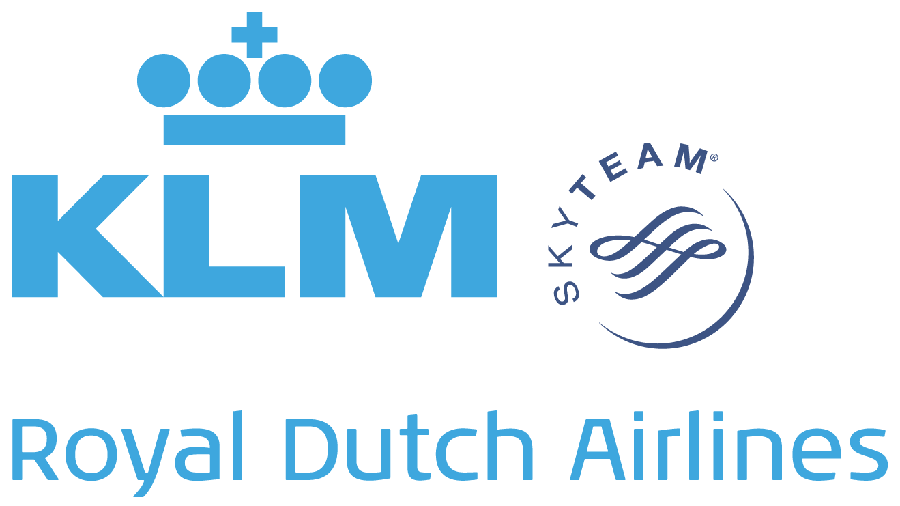 KLM
SKYTEAM®
Royal Dutch Airlines